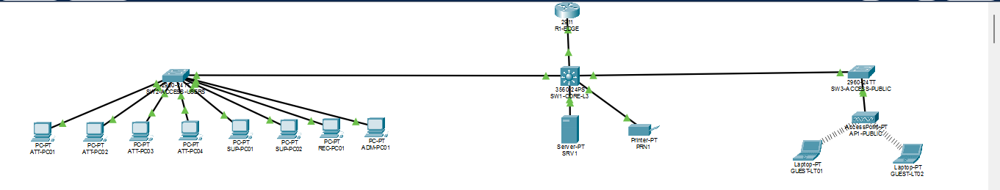 2911
R1-EDGE
2960-24TT
SW2-ACCESS-USERS
3560-24PS
SW1-CORE-L3
2960-24TT
SW3-ACCESS-PUBLIC
PC-PT
ATT-PC01
PC-PT
ATT-PC02
PC-PT
ATT-PC03
PC-PT
ATT-PC04
PC-PT
SUP-PC01
PC-PT
SUP-PC02
PC-PT
REC-PC01
PC-PT
ADM-PC01
Server-PT
SRV1
Printer-PT
PRN1
AccessPoint-PT
AP1-PUBLIC
Laptop-PT
GUEST-LT01
Laptop-PT
GUEST-LT02